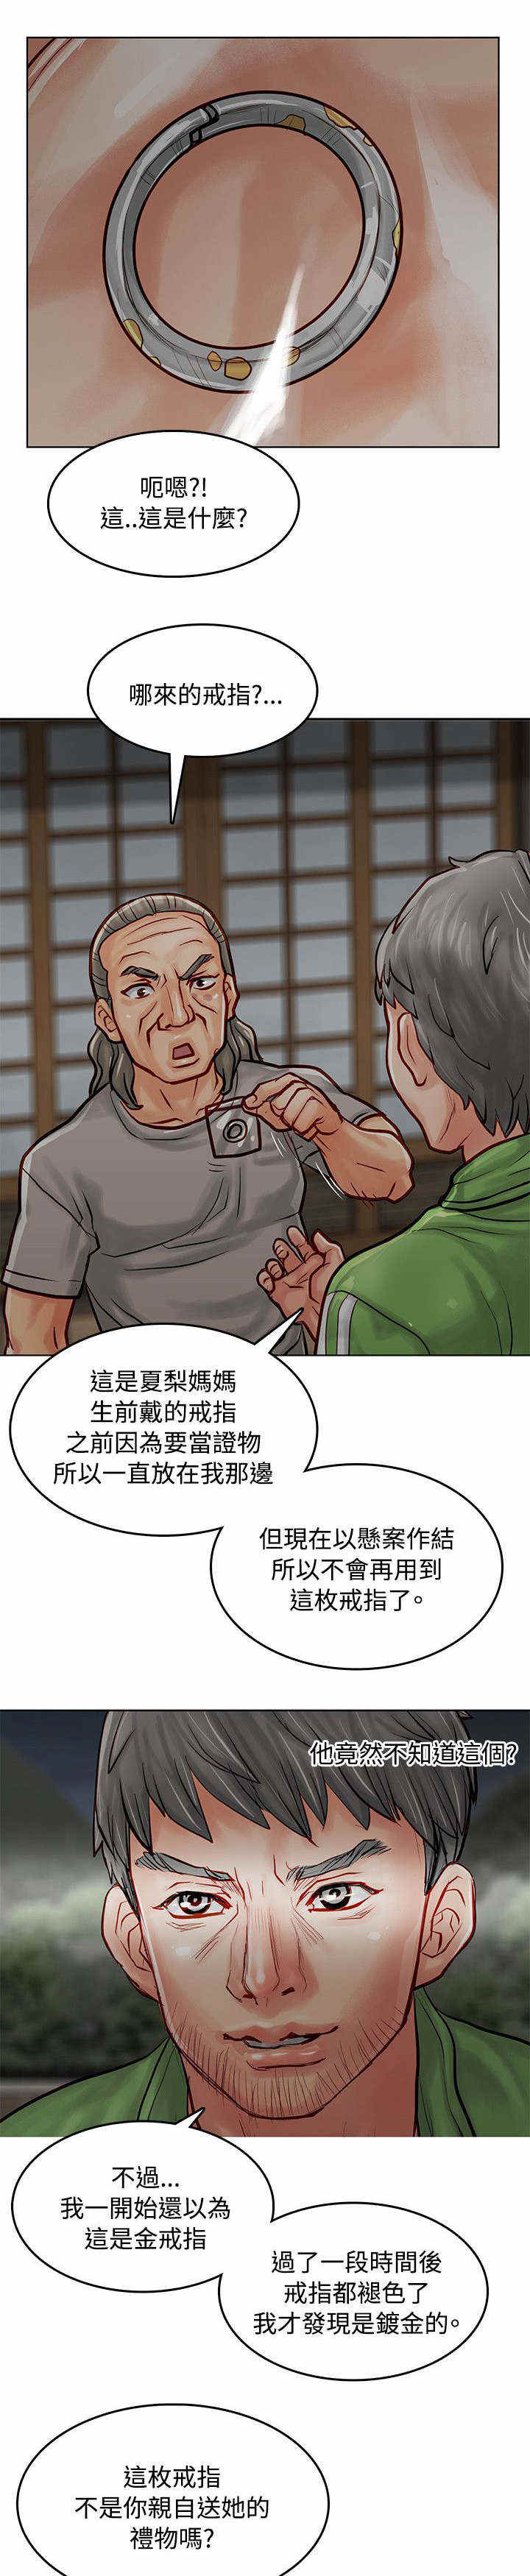 呃嗯?!
這..這是什麼?
哪來的戒指?...
這是夏梨媽媽
生前戴的戒指
之前因為要當證物
所以一直放在我那邊
但現在以懸案作結
所以不會再用到
這枚戒指了。
他竟然不知道這個?
不過...
我一開始還以為
這是金戒指
過了一段時間後
戒指都褪色了
我才發現是鍍金的。
這枚戒指
不是你親自送她的
禮物嗎?